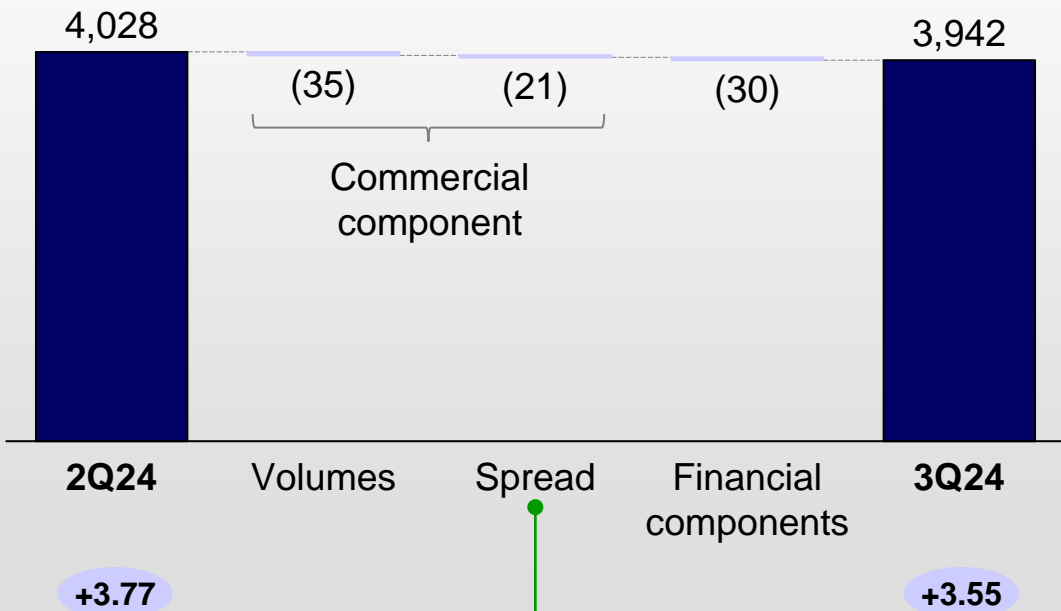 4,028
3,942
(35)
(21)
(30)
Commercial
component
2Q24
Volumes
Spread
Financial
components
3Q24
+3.77
+3.55